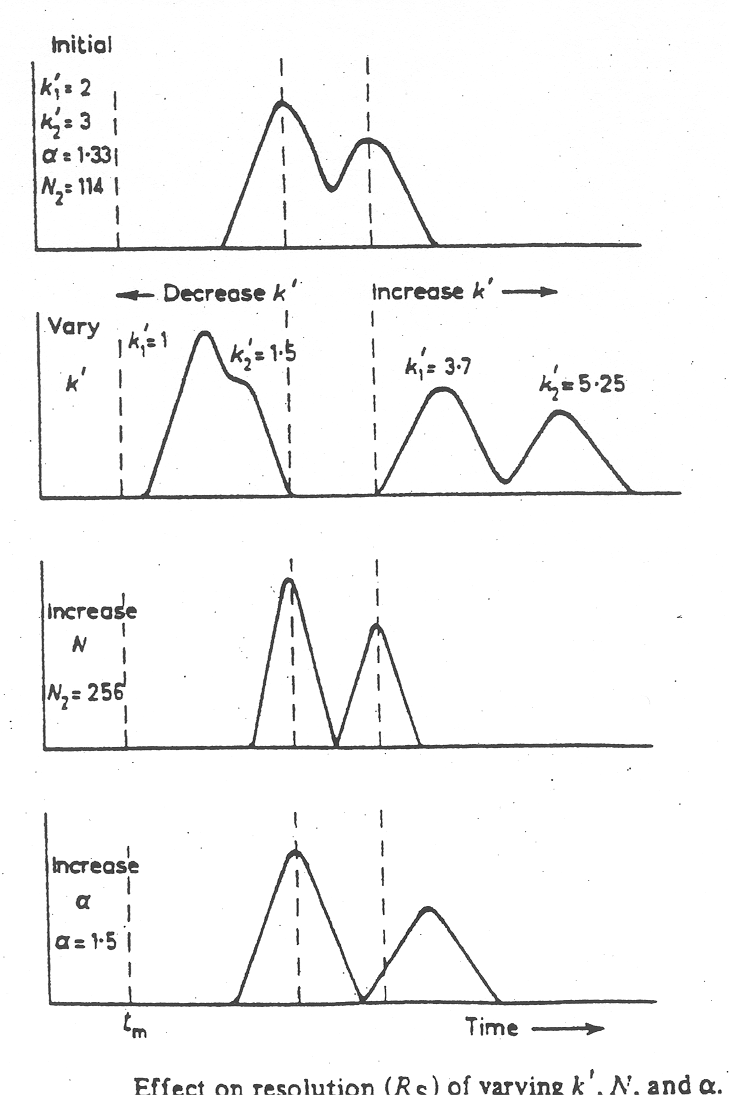 Initial
k′₁= 2
k′₂= 3
α = 1·33
N₂= 114
Decrease k′
Increase k′
Vary
k′
k′₁= 1
k′₂= 1·5
k′₁= 3·7
k′₂= 5·25
Increase
N
N₂= 256
Increase
α
α = 1·5
tₘ
Time
Effect on resolution (R_S) of varying k′, N, and α.